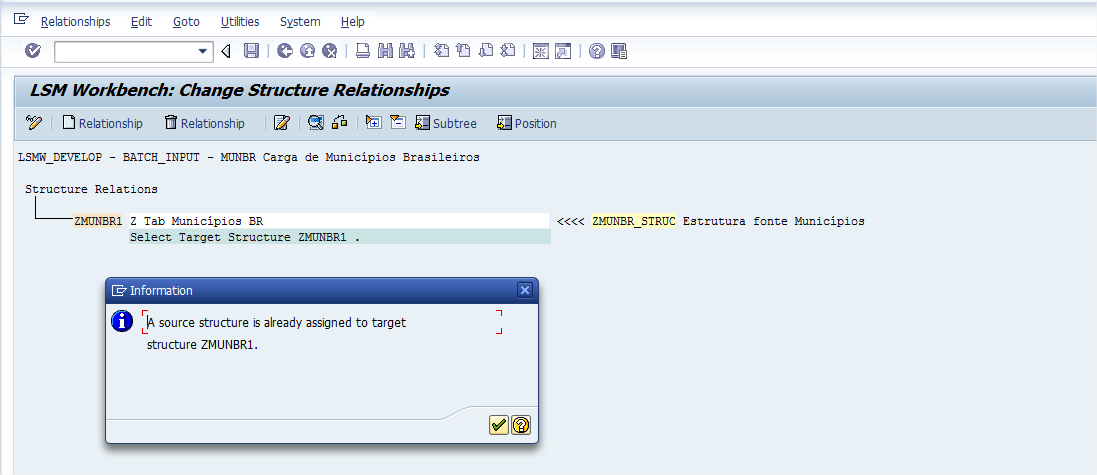 Relationships Edit Goto Utilities System Help
LSM Workbench: Change Structure Relationships
Relationship Relationship Subtree Position
LSMW_DEVELOP - BATCH_INPUT - MUNBR Carga de Municípios Brasileiros
Structure Relations
ZMUNBR1 Z Tab Municípios BR <<<< ZMUNBR_STRUC Estrutura fonte Municípios
Select Target Structure ZMUNBR1 .
Information
A source structure is already assigned to target
structure ZMUNBR1.